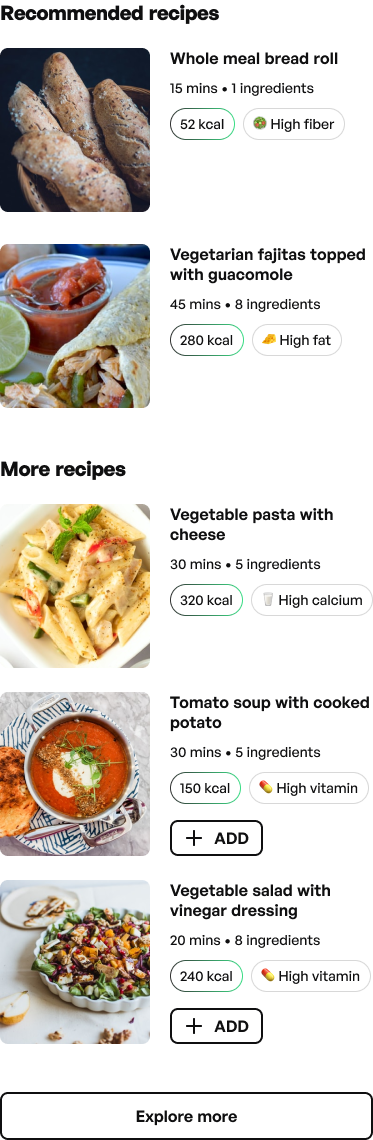 Recommended recipes
Whole meal bread roll
15 mins • 1 ingredients
52 kcal
High fiber
Vegetarian fajitas topped
with guacomole
45 mins • 8 ingredients
280 kcal
High fat
More recipes
Vegetable pasta with
cheese
30 mins • 5 ingredients
320 kcal
High calcium
Tomato soup with cooked
potato
30 mins • 5 ingredients
150 kcal
High vitamin
+ ADD
Vegetable salad with
vinegar dressing
20 mins • 8 ingredients
240 kcal
High vitamin
+ ADD
Explore more